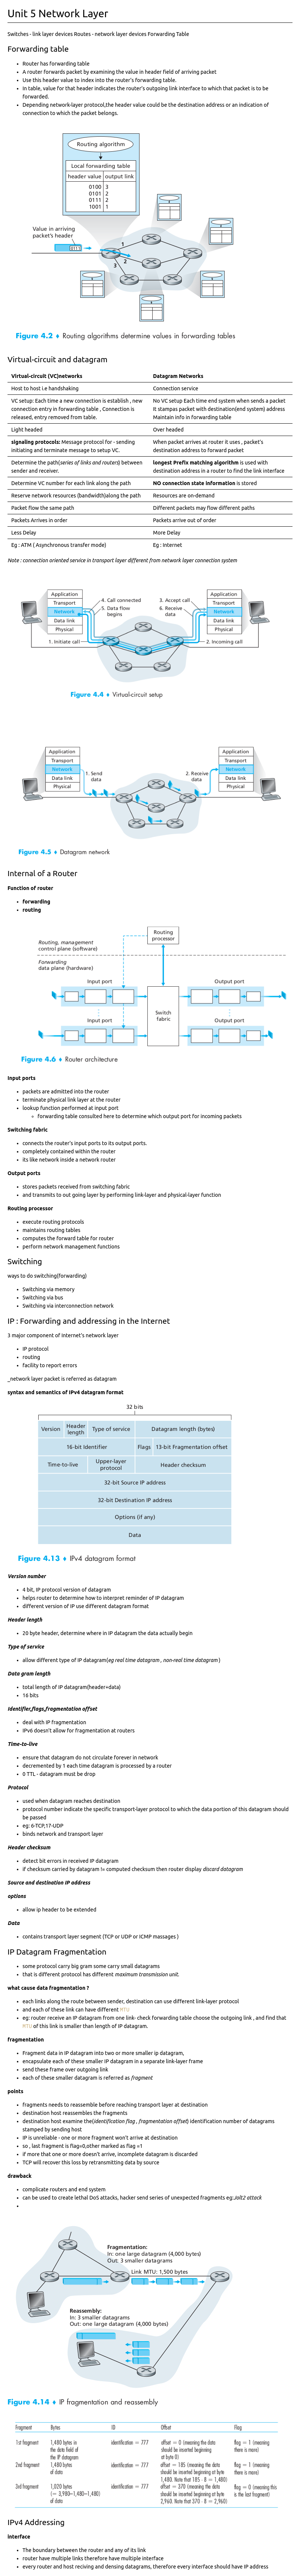 Unit 5 Network Layer
Switches - link layer devices Routes - network layer devices Forwarding Table
Forwarding table
Router has forwarding table
A router forwards packet by examining the value in header field of arriving packet
Use this header value to index into the router's forwarding table.
In table, value for that header indicates the router's outgoing link interface to which that packet is to be
forwarded.
Depending network-layer protocol,the header value could be the destination address or an indication of
connection to which the packet belongs.
Routing algorithm
Local forwarding table
header value output link
0100 3
0101 2
0111 2
1001 1
Value in arriving
packet's header
0111
1
2
3
Figure 4.2 ♦ Routing algorithms determine values in forwarding tables
Virtual-circuit and datagram
Virtual-Circuit (VC)networks Datagram Networks
Host to host i.e handshaking Connection service
VC setup: Each time a new connection is establish , new No VC setup Each time end system when sends a packet
connection entry in forwarding table , Connection is It stampas packet with destination(end system) address
released, entry removed from table. Maintain info in forwarding table
Light headed Over headed
signaling protocols: Message protocol for - sending When packet arrives at router it uses , packet's
initiating and terminate message to setup VC. destination address to forward packet
Determine the path(series of links and routers) between longest Prefix matching algorithm is used with
sender and receiver. destination address in a router to find the link interface
Determine VC number for each link along the path NO connection state information is stored
Reserve network resources (bandwidth)along the path Resources are on-demand
Packet flow the same path Different packets may flow different paths
Packets Arrives in order Packets arrive out of order
Less Delay More Delay
Eg : ATM ( Asynchronous transfer mode) Eg : internet
Note : connection oriented service in transport layer different from network layer connection system
Application
Transport
Network
Data link
Physical
4. Call connected
5. Data flow
begins
3. Accept call
6. Receive
data
Application
Transport
Network
Data link
Physical
1. Initiate call
2. Incoming call
Figure 4.4 ♦ Virtual-circuit setup
Application
Transport
Network
Data link
Physical
1. Send
data
2. Receive
data
Application
Transport
Network
Data link
Physical
Figure 4.5 ♦ Datagram network
Internal of a Router
Function of router
forwarding
routing
Routing
processor
Routing, management
control plane (software)
Forwarding
data plane (hardware)
Input port
Output port
Switch
fabric
Input port
Output port
Figure 4.6 ♦ Router architecture
Input ports
packets are admitted into the router
terminate physical link layer at the router
lookup function performed at input port
Forwarding table consulted here to determine which output port for incoming packets
Switching fabric
connects the router's input ports to its output ports.
completely contained within the router
its like network inside a network router
Output ports
stores packets received from switching fabric
and transmits to out going layer by performing link-layer and physical-layer function
Routing processor
execute routing protocols
maintains routing tables
computes the forward table for router
perform network management functions
Switching
ways to do switching(forwarding)
Switching via memory
Switching via bus
Switching via interconnection network
IP : Forwarding and addressing in the Internet
3 major component of Internet's network layer
IP protocol
routing
facility to report errors
_network layer packet is referred as datagram
syntax and semantics of IPv4 datagram format
32 bits
Version Header length Type of service Datagram length (bytes)
16-bit Identifier Flags 13-bit Fragmentation offset
Time-to-live Upper-layer protocol Header checksum
32-bit Source IP address
32-bit Destination IP address
Options (if any)
Data
Figure 4.13 ♦ IPv4 datagram format
Version number
4 bit, IP protocol version of datagram
helps router to determine how to interpret reminder of IP datagram
different version of IP use different datagram format
Header length
20 byte header, determine where in IP datagram the data actually begin
Type of service
allow different type of IP datagram(eg real time datagram , non-real time datagram )
Data gram length
total length of IP datagram(header+data)
16 bits
Identifier,flags,fragmentation offset
deal with IP fragmentation
IPv6 doesn't allow for fragmentation at routers
Time-to-live
ensure that datagram do not circulate forever in network
decremented by 1 each time datagram is processed by a router
0 TTL - datagram must be drop
Protocol
used when datagram reaches destination
protocol number indicate the specific transport-layer protocol to which the data portion of this datagram should
be passed
eg: 6-TCP,17-UDP
binds network and transport layer
Header checksum
detect bit errors in received IP datagram
if checksum carried by datagram != computed checksum then router display discard datagram
Source and destination IP address
options
allow ip header to be extended
Data
contains transport layer segment (TCP or UDP or ICMP massages )
IP Datagram Fragmentation
some protocol carry big gram some carry small datagrams
that is different protocol has different maximum transmission unit.
what cause data fragmentation ?
each links along the route between sender, destination can use different link-layer protocol
and each of these link can have different MTU
eg: router receive an IP datagram from one link- check forwarding table choose the outgoing link , and find that
MTU of this link is smaller than length of IP datagram.
fragmentation
Fragment data in IP datagram into two or more smaller ip datagram,
encapsulate each of these smaller IP datagram in a separate link-layer frame
send these frame over outgoing link
each of these smaller datagram is referred as fragment
points
fragments needs to reassemble before reaching transport layer at destination
destination host reassembles the fragments
destination host examine the(identification flag , fragmentation offset) identification number of datagrams
stamped by sending host
IP is unreliable - one or more fragment won't arrive at destination
so , last fragment is flag=0,other marked as flag =1
if more that one or more doesn't arrive, incomplete datagram is discarded
TCP will recover this loss by retransmitting data by source
drawback
complicate routers and end system
can be used to create lethal DoS attacks, hacker send series of unexpected fragments eg:Jolt2 attack
Fragmentation:
In: one large datagram (4,000 bytes)
Out: 3 smaller datagrams
Link MTU: 1,500 bytes
Reassembly:
In: 3 smaller datagrams
Out: one large datagram (4,000 bytes)
Figure 4.14 ♦ IP fragmentation and reassembly
Fragment Bytes ID Offset Flag
1st fragment 1,480 bytes in identification = 777 offset = 0 (meaning the data flag = 1 (meaning
the data field of should be inserted beginning there is more)
the IP datagram at byte 0)
2nd fragment 1,480 bytes identification = 777 offset = 185 (meaning the data flag = 1 (meaning
of data should be inserted beginning at byte there is more)
1,480. Note that 185 · 8 = 1,480)
3rd fragment 1,020 bytes identification = 777 offset = 370 (meaning the data flag = 0 (meaning this
(= 3,980–1,480–1,480) should be inserted beginning at byte is the last fragment)
of data 2,960. Note that 370 · 8 = 2,960)
IPv4 Addressing
interface
The boundary between the router and any of its link
router have multiple links therefore have multiple interface
every router and host reciving and densing datagrams, therefore every interface should have IP address